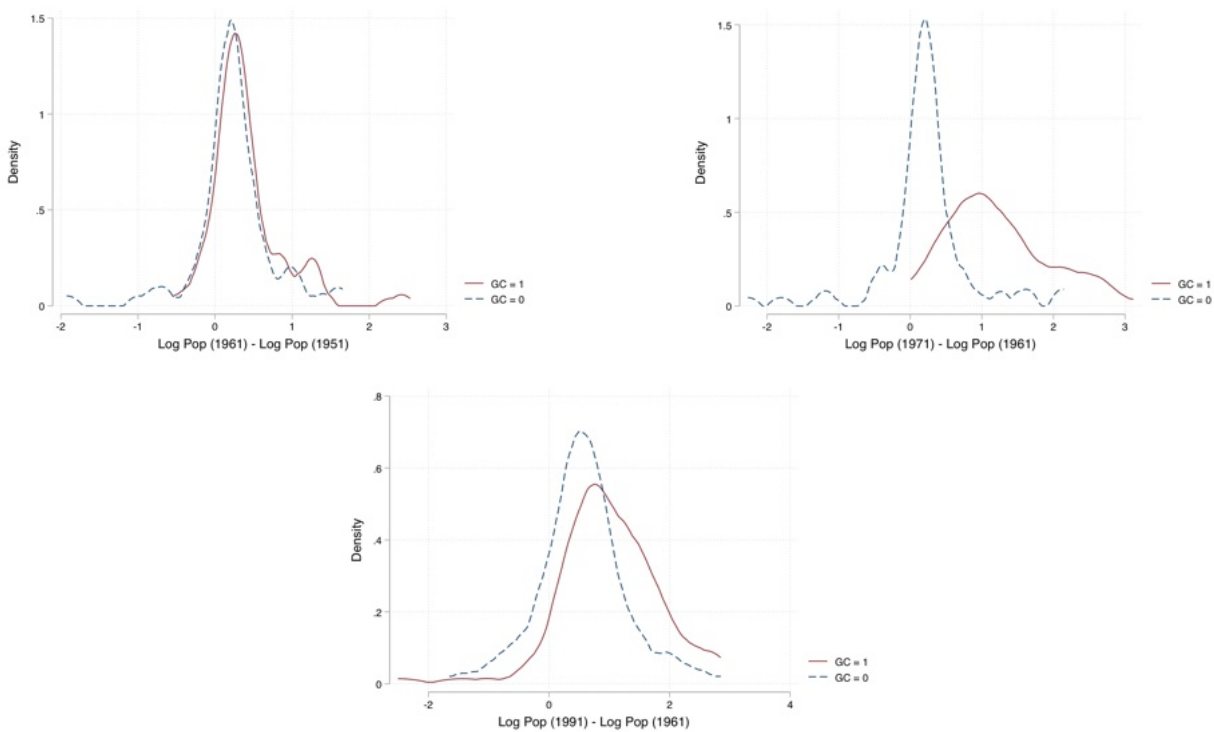 1.5
1
.5
0
Density
-2 -1 0 1 2 3
Log Pop (1961) - Log Pop (1951)
GC = 1
GC = 0
1.5
1
.5
0
Density
-2 -1 0 1 2 3
Log Pop (1971) - Log Pop (1961)
GC = 1
GC = 0
.8
.6
.4
.2
0
Density
-2 0 2 4
Log Pop (1991) - Log Pop (1961)
GC = 1
GC = 0